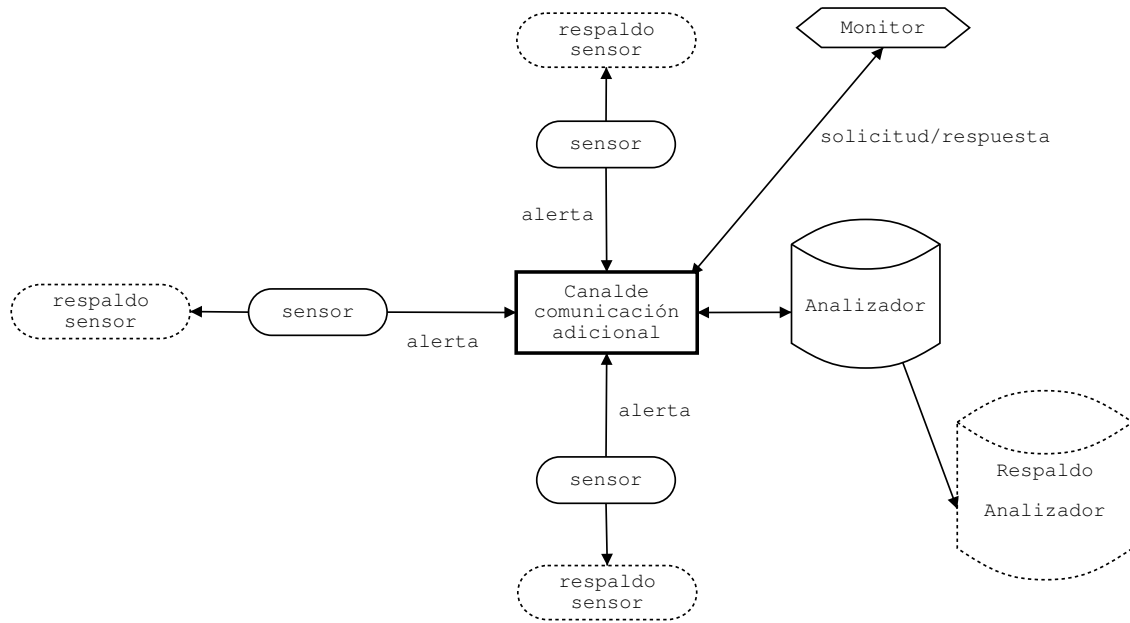 respaldo
sensor
Monitor
sensor
solicitud/respuesta
alerta
Canalde
comunicación
adicional
Analizador
respaldo
sensor
sensor
alerta
alerta
Respaldo
Analizador
sensor
respaldo
sensor